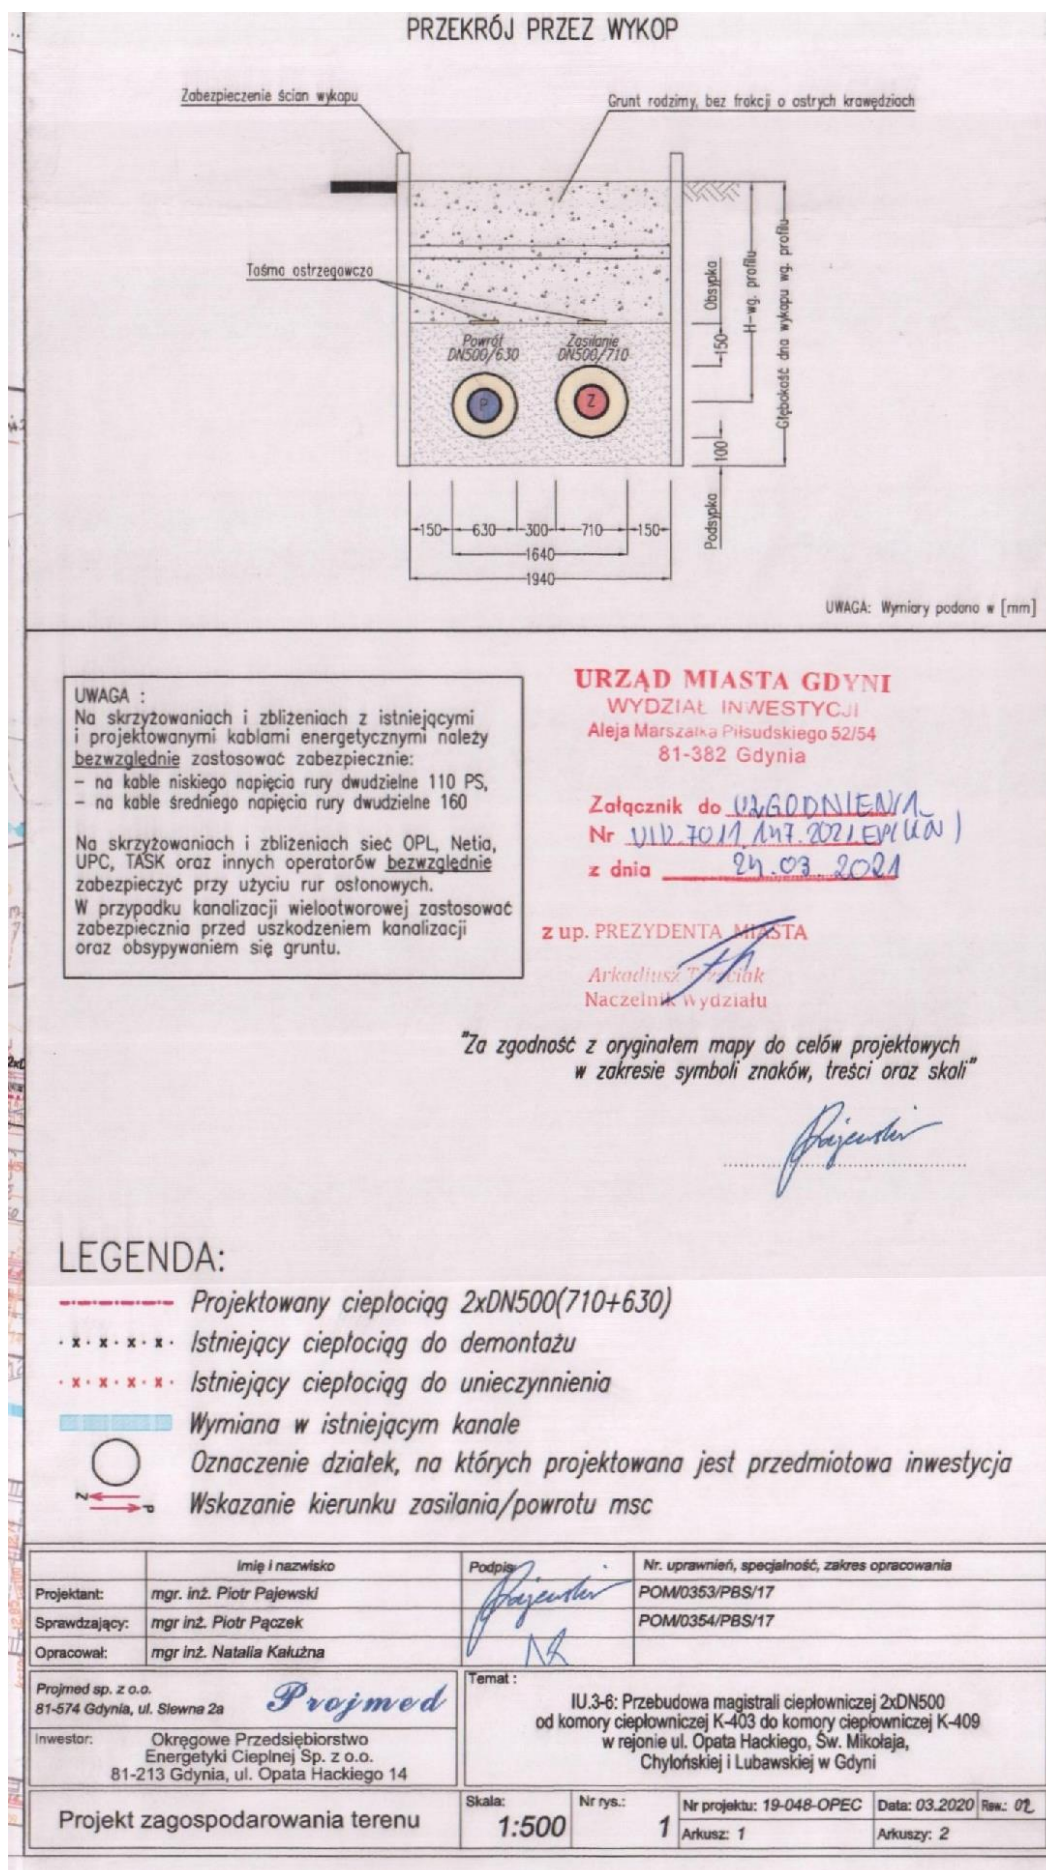 PRZEKRÓJ PRZEZ WYKOP
Zabezpieczenie ścian wykopu
Grunt rodzimy, bez frakcji o ostrych krawędziach
Taśma ostrzegawcza
Powrót
DN500/630
Zasilanie
DN500/710
P
Z
Obsypka
150
H-wg. profilu
Głębokość dna wykopu wg. profilu
100
Podsypka
150 630 300 710 150
1640
1940
UWAGA: Wymiary podano w [mm]
UWAGA :
Na skrzyżowaniach i zbliżeniach z istniejącymi
i projektowanymi kablami energetycznymi należy
bezwzględnie zastosować zabezpiecznie:
– na kable niskiego napięcia rury dwudzielne 110 PS,
– na kable średniego napięcia rury dwudzielne 160
Na skrzyżowaniach i zbliżeniach sieć OPL, Netia,
UPC, TASK oraz innych operatorów bezwzględnie
zabezpieczyć przy użyciu rur osłonowych.
W przypadku kanalizacji wielootworowej zastosować
zabezpiecznia przed uszkodzeniem kanalizacji
oraz obsypywaniem się gruntu.
URZĄD MIASTA GDYNI
WYDZIAŁ INWESTYCJI
Aleja Marszałka Piłsudskiego 52/54
81-382 Gdynia
Załącznik do UZGODNIENIA
Nr 7011.147.2021
z dnia 24.03.2021
z up. PREZYDENTA MIASTA
Arkadiusz
Naczelnik Wydziału
"Za zgodność z oryginałem mapy do celów projektowych
w zakresie symboli znaków, treści oraz skali"
LEGENDA:
Projektowany ciepłociąg 2xDN500(710+630)
Istniejący ciepłociąg do demontażu
Istniejący ciepłociąg do unieczynnienia
Wymiana w istniejącym kanale
Oznaczenie działek, na których projektowana jest przedmiotowa inwestycja
Z P Wskazanie kierunku zasilania/powrotu msc
Imię i nazwisko Podpis: Nr. uprawnień, specjalność, zakres opracowania
Projektant: mgr. inż. Piotr Pajewski POM/0353/PBS/17
Sprawdzający: mgr inż. Piotr Pączek POM/0354/PBS/17
Opracował: mgr inż. Natalia Kałużna
Projmed sp. z o.o.
81-574 Gdynia, ul. Slewna 2a
Projmed
Inwestor: Okręgowe Przedsiębiorstwo
Energetyki Cieplnej Sp. z o.o.
81-213 Gdynia, ul. Opata Hackiego 14
Temat :
IU.3-6: Przebudowa magistrali ciepłowniczej 2xDN500
od komory ciepłowniczej K-403 do komory ciepłowniczej K-409
w rejonie ul. Opata Hackiego, Św. Mikołaja,
Chylońskiej i Lubawskiej w Gdyni
Projekt zagospodarowania terenu
Skala: 1:500
Nr rys.: 1
Nr projektu: 19-048-OPEC Data: 03.2020 Rew.: 02
Arkusz: 1 Arkuszy: 2